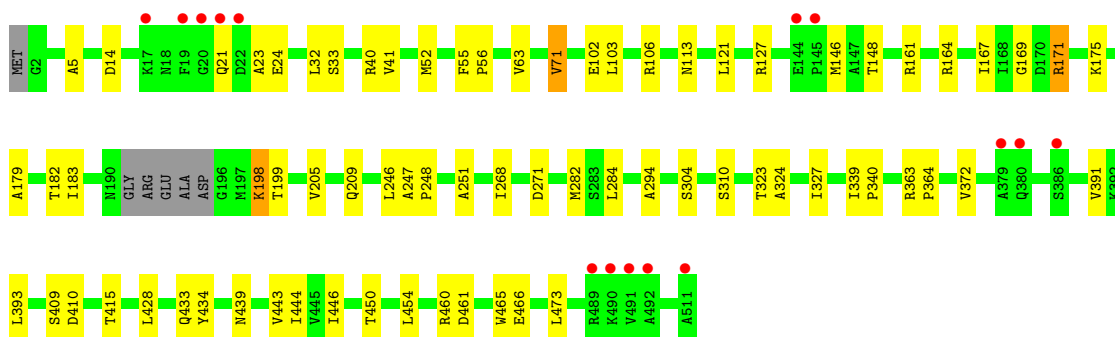 MET G2 A5 D14 K17 N18 F19 G20 Q21 D22 A23 E24 L32 S33 R40 V41 M52 F55 P56 V63 V71 E102 L103 R106 N113 L121 R127 E144 P145 M146 A147 T148 R161 R164 I167 I168 G169 D170 R171 K175
A179 T182 I183 N190 GLY ARG GLU ALA ASP G196 M197 K198 T199 V205 Q209 L246 A247 P248 A251 I268 D271 M282 S283 L284 A294 S304 S310 T323 A324 I327 I339 P340 R363 P364 V372 A379 Q380 S386 V391 K392
L393 S409 D410 T415 L428 Q433 Y434 N439 V443 I444 V445 I446 T450 L454 R460 D461 W465 E466 L473 R489 K490 V491 A492 A511